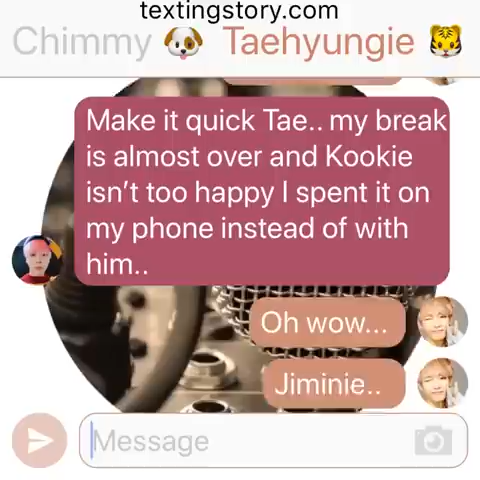 textingstory.com
Chimmy 🐶 Taehyungie 🐯
Make it quick Tae.. my break
is almost over and Kookie
isn't too happy I spent it on
my phone instead of with
him..
Oh wow...
Jiminie..
Message